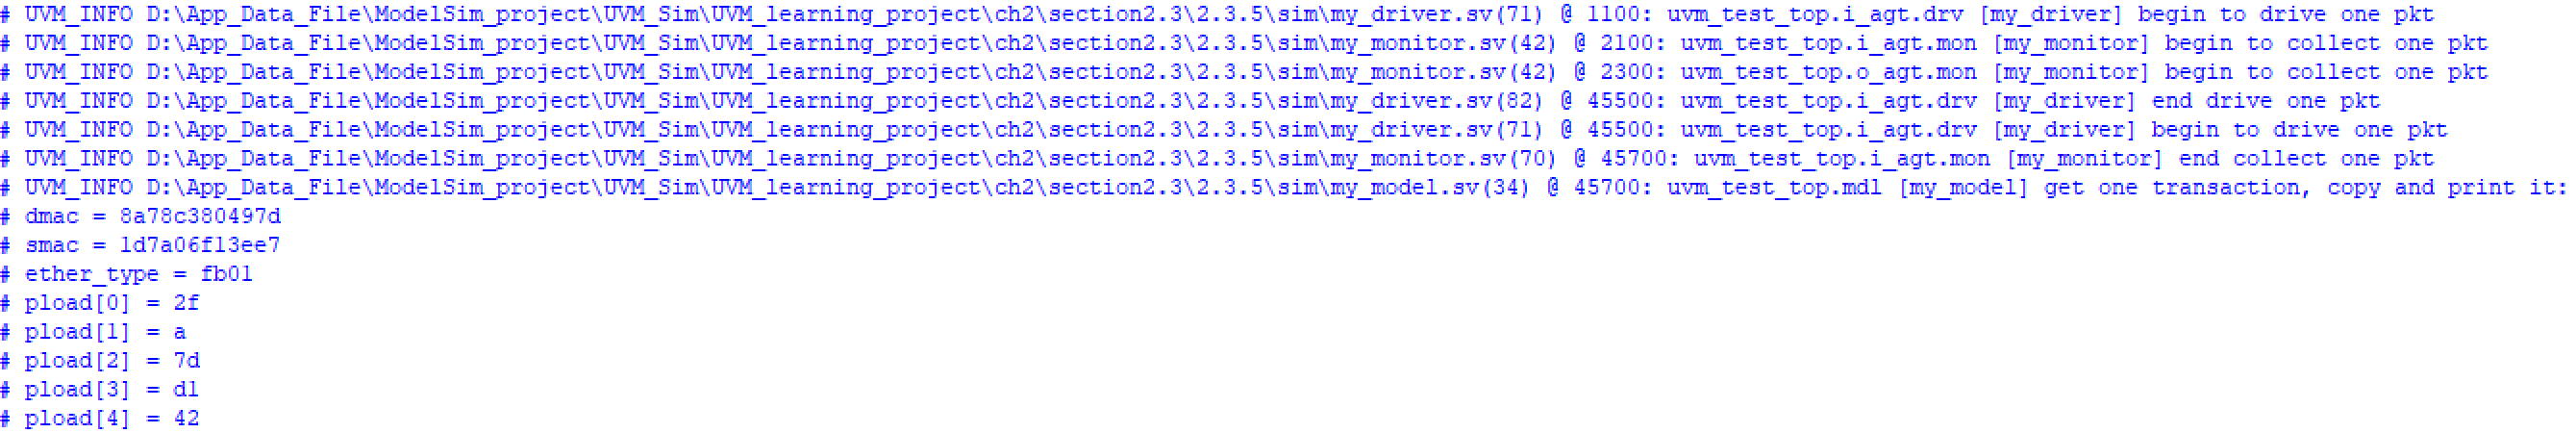 # UVM_INFO D:\App_Data_File\ModelSim_project\UVM_Sim\UVM_learning_project\ch2\section2.3\2.3.5\sim\my_driver.sv(71) @ 1100: uvm_test_top.i_agt.drv [my_driver] begin to drive one pkt
# UVM_INFO D:\App_Data_File\ModelSim_project\UVM_Sim\UVM_learning_project\ch2\section2.3\2.3.5\sim\my_monitor.sv(42) @ 2100: uvm_test_top.i_agt.mon [my_monitor] begin to collect one pkt
# UVM_INFO D:\App_Data_File\ModelSim_project\UVM_Sim\UVM_learning_project\ch2\section2.3\2.3.5\sim\my_monitor.sv(42) @ 2300: uvm_test_top.o_agt.mon [my_monitor] begin to collect one pkt
# UVM_INFO D:\App_Data_File\ModelSim_project\UVM_Sim\UVM_learning_project\ch2\section2.3\2.3.5\sim\my_driver.sv(82) @ 45500: uvm_test_top.i_agt.drv [my_driver] end drive one pkt
# UVM_INFO D:\App_Data_File\ModelSim_project\UVM_Sim\UVM_learning_project\ch2\section2.3\2.3.5\sim\my_driver.sv(71) @ 45500: uvm_test_top.i_agt.drv [my_driver] begin to drive one pkt
# UVM_INFO D:\App_Data_File\ModelSim_project\UVM_Sim\UVM_learning_project\ch2\section2.3\2.3.5\sim\my_monitor.sv(70) @ 45700: uvm_test_top.i_agt.mon [my_monitor] end collect one pkt
# UVM_INFO D:\App_Data_File\ModelSim_project\UVM_Sim\UVM_learning_project\ch2\section2.3\2.3.5\sim\my_model.sv(34) @ 45700: uvm_test_top.mdl [my_model] get one transaction, copy and print it:
# dmac = 8a78c380497d
# smac = 1d7a06f13ee7
# ether_type = fb01
# pload[0] = 2f
# pload[1] = a
# pload[2] = 7d
# pload[3] = d1
# pload[4] = 42